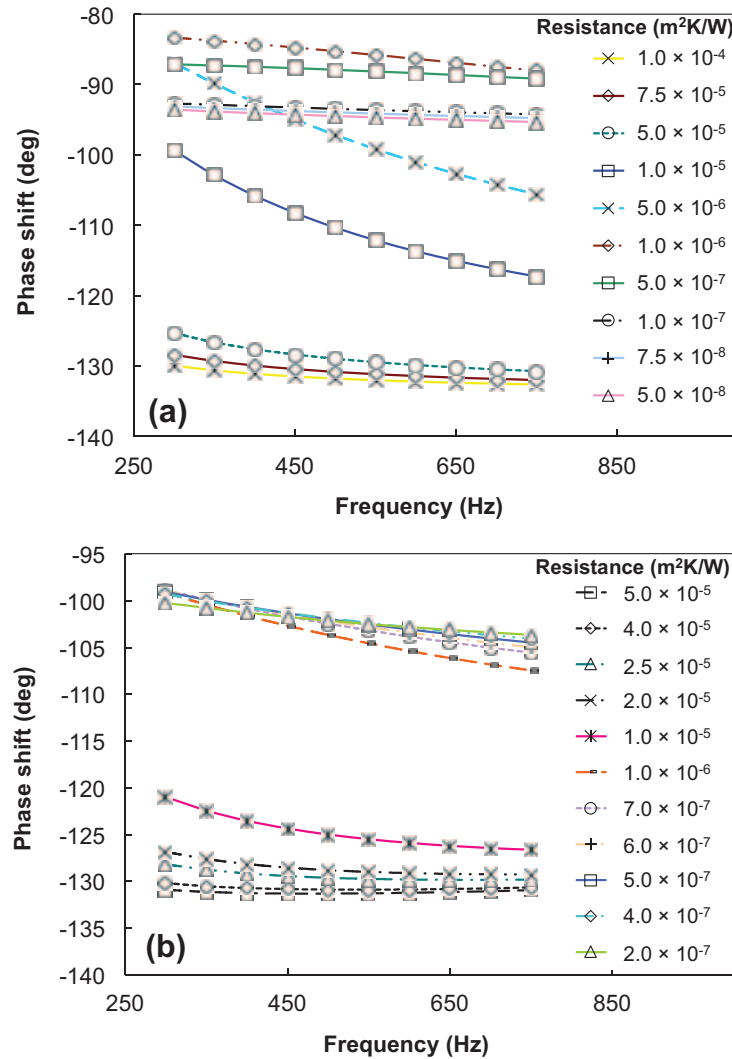 -80
-90
-100
-110
-120
-130
-140
Phase shift (deg)
Resistance (m²K/W)
1.0 × 10⁻⁴
7.5 × 10⁻⁵
5.0 × 10⁻⁵
1.0 × 10⁻⁵
5.0 × 10⁻⁶
1.0 × 10⁻⁶
5.0 × 10⁻⁷
1.0 × 10⁻⁷
7.5 × 10⁻⁸
5.0 × 10⁻⁸
(a)
250 450 650 850
Frequency (Hz)
-95
-100
-105
-110
-115
-120
-125
-130
-135
-140
Phase shift (deg)
Resistance (m²K/W)
5.0 × 10⁻⁵
4.0 × 10⁻⁵
2.5 × 10⁻⁵
2.0 × 10⁻⁵
1.0 × 10⁻⁵
1.0 × 10⁻⁶
7.0 × 10⁻⁷
6.0 × 10⁻⁷
5.0 × 10⁻⁷
4.0 × 10⁻⁷
2.0 × 10⁻⁷
(b)
250 450 650 850
Frequency (Hz)